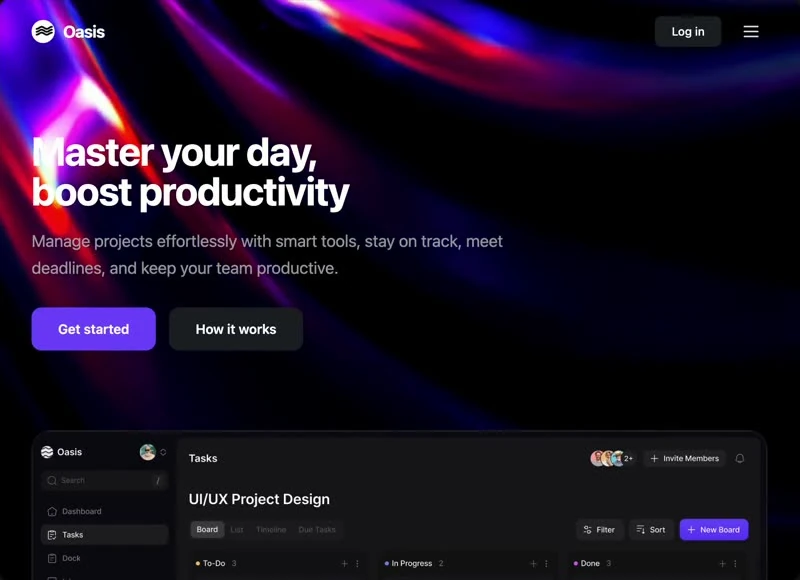 Oasis
Log in
Master your day,
boost productivity
Manage projects effortlessly with smart tools, stay on track, meet
deadlines, and keep your team productive.
Get started
How it works
Oasis
Search
/
Dashboard
Tasks
Dock
Tasks
2+
Invite Members
UI/UX Project Design
Board
List
Timeline
Due Tasks
Filter
Sort
New Board
To-Do 3
In Progress 2
Done 3